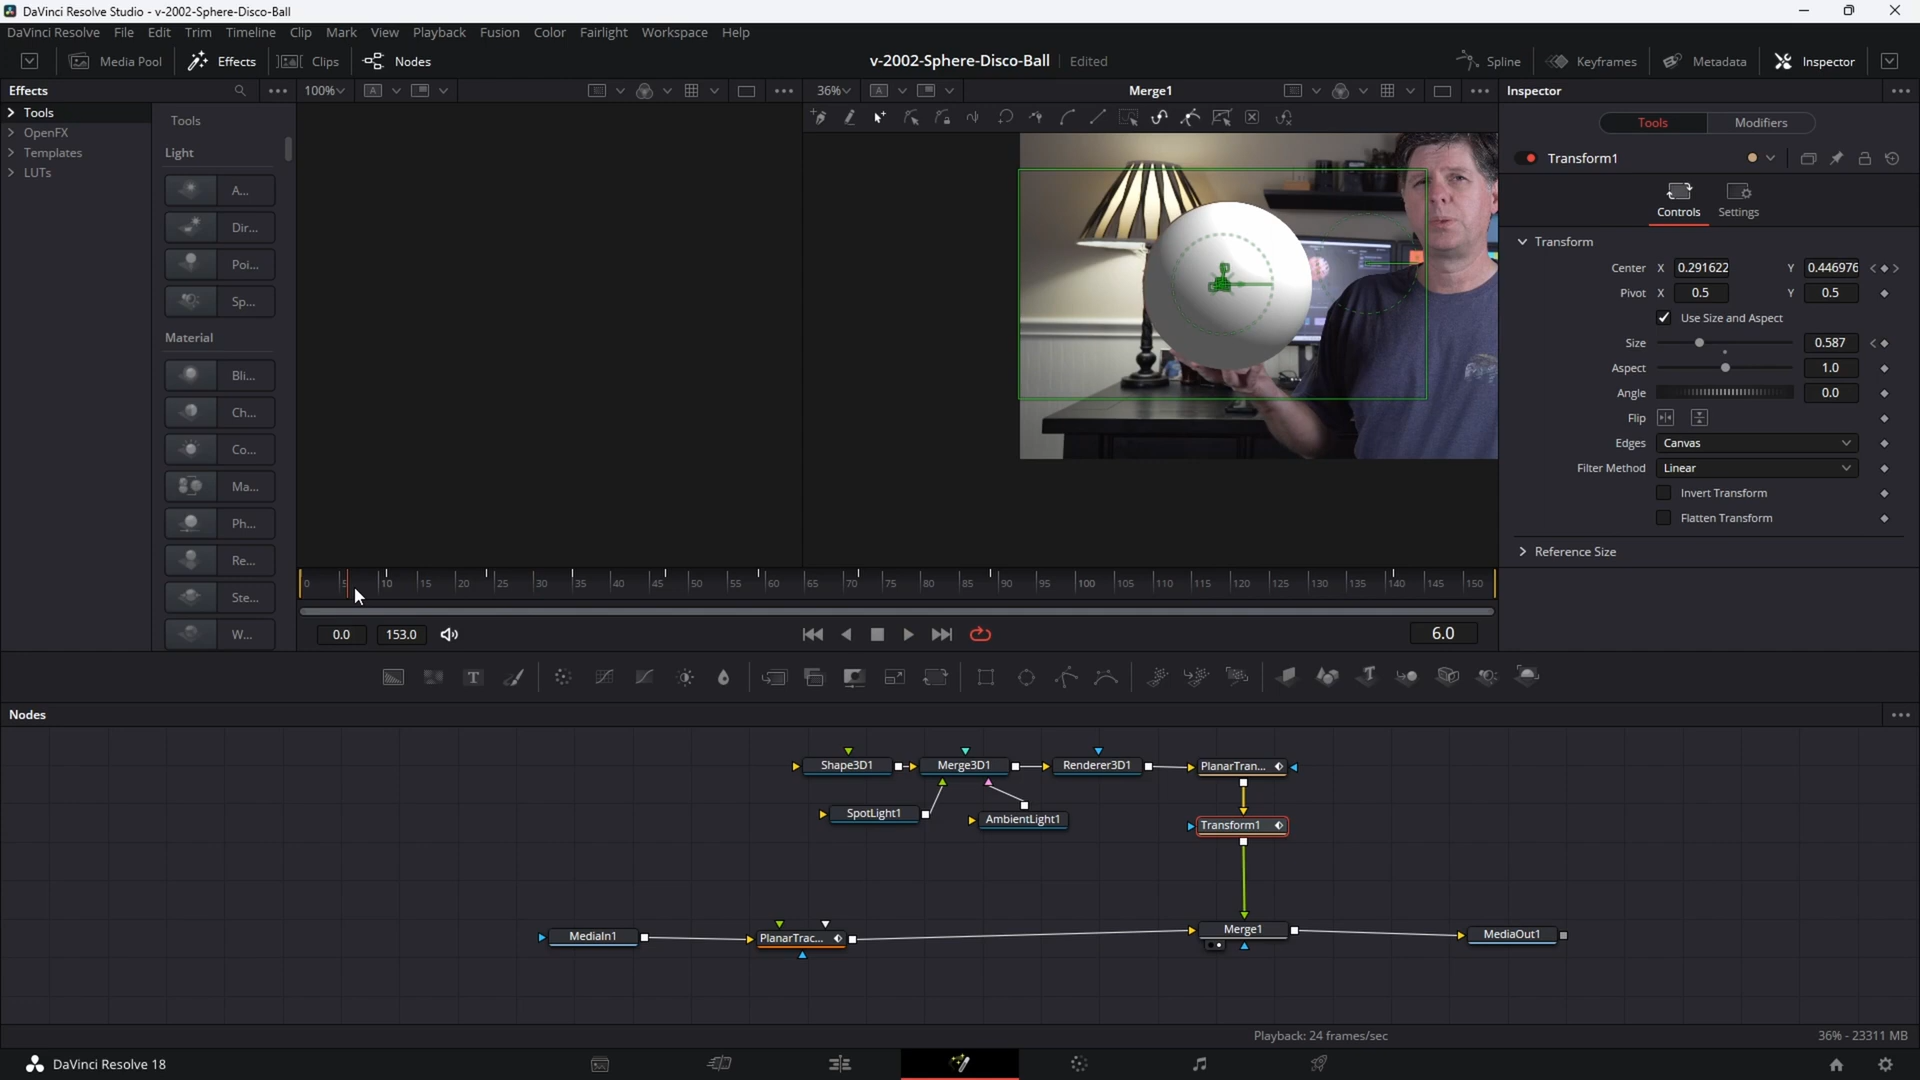 DaVinci Resolve Studio - v-2002-Sphere-Disco-Ball
DaVinci Resolve File Edit Trim Timeline Clip Mark View Playback Fusion Color Fairlight Workspace Help
Media Pool Effects Clips Nodes v-2002-Sphere-Disco-Ball Edited Spline Keyframes Metadata Inspector
Effects 100% 36% Merge1 Inspector
Tools
OpenFX
Templates
LUTs
Tools
Light
A...
Dir...
Poi...
Sp...
Material
Bli...
Ch...
Co...
Ma...
Ph...
Re...
Ste...
W...
Tools Modifiers
Transform1
Controls Settings
Transform
Center X 0.291622 Y 0.446976
Pivot X 0.5 Y 0.5
Use Size and Aspect
Size 0.587
Aspect 1.0
Angle 0.0
Flip
Edges Canvas
Filter Method Linear
Invert Transform
Flatten Transform
Reference Size
0 5 10 15 20 25 30 35 40 45 50 55 60 65 70 75 80 85 90 95 100 105 110 115 120 125 130 135 140 145 150
0.0 153.0 6.0
Nodes
Shape3D1 Merge3D1 Renderer3D1 PlanarTran...
SpotLight1 AmbientLight1 Transform1
MediaIn1 PlanarTrac... Merge1 MediaOut1
Playback: 24 frames/sec 36% - 23311 MB
DaVinci Resolve 18